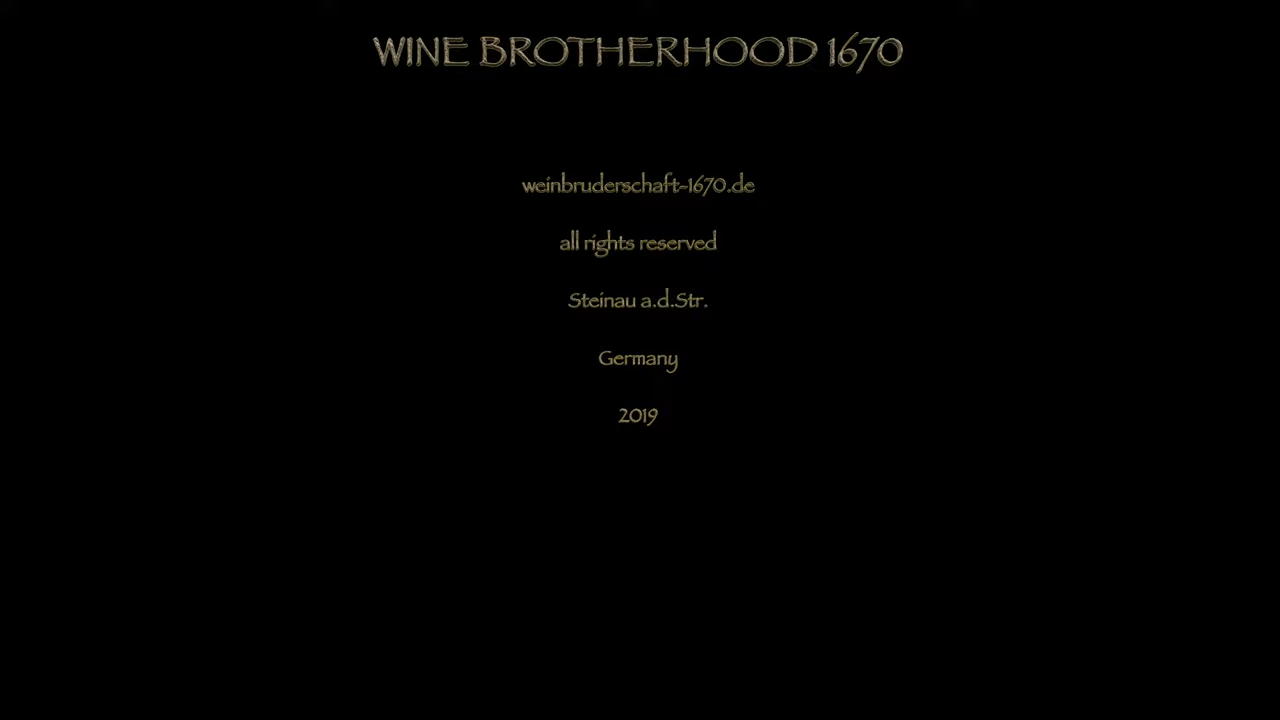 WINE BROTHERHOOD 1670
weinbruderschaft-1670.de
all rights reserved
Steinau a.d.Str.
Germany
2019